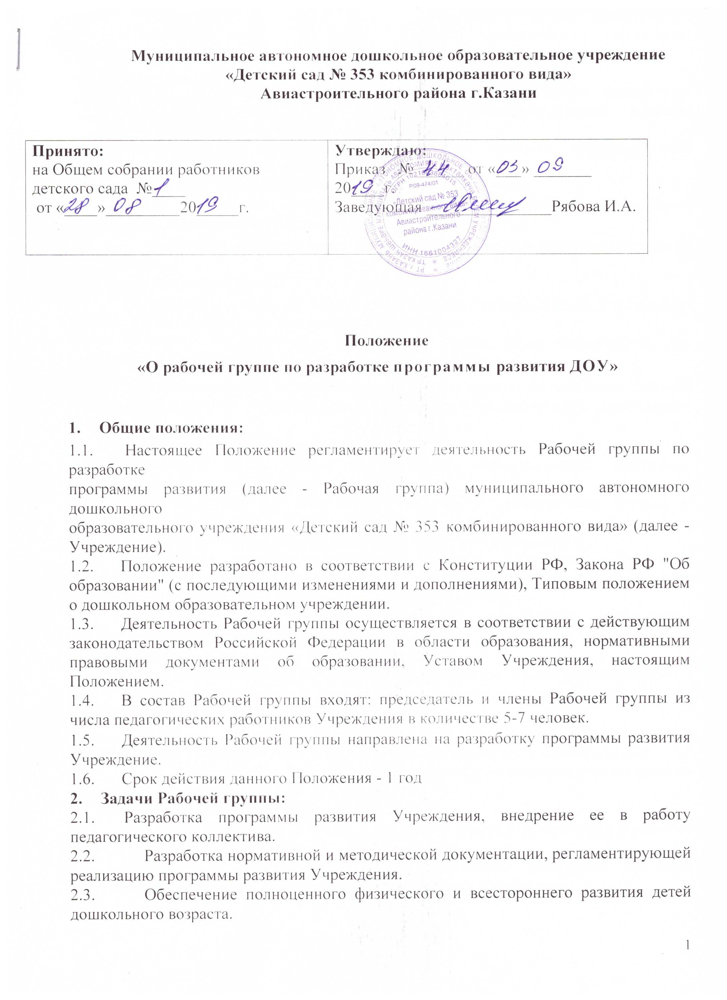 Муниципальное автономное дошкольное образовательное учреждение
«Детский сад № 353 комбинированного вида»
Авиастроительного района г.Казани
Принято:
на Общем собрании работников
детского сада №1
от «28» 08 2019 г.
Утверждаю:
Приказ № 44 от «03» 09
2019 г.
Заведующая Рябова И.А.
Р.09-474/01
«Детский сад № 353
комбинированного вида»
Авиастроительного
района г.Казани
ИНН 1661004327
Положение
«О рабочей группе по разработке программы развития ДОУ»
1. Общие положения:
1.1. Настоящее Положение регламентирует деятельность Рабочей группы по
разработке
программы развития (далее - Рабочая группа) муниципального автономного
дошкольного
образовательного учреждения «Детский сад № 353 комбинированного вида» (далее -
Учреждение).
1.2. Положение разработано в соответствии с Конституции РФ, Закона РФ "Об
образовании" (с последующими изменениями и дополнениями), Типовым положением
о дошкольном образовательном учреждении.
1.3. Деятельность Рабочей группы осуществляется в соответствии с действующим
законодательством Российской Федерации в области образования, нормативными
правовыми документами об образовании, Уставом Учреждения, настоящим
Положением.
1.4. В состав Рабочей группы входят: председатель и члены Рабочей группы из
числа педагогических работников Учреждения в количестве 5-7 человек.
1.5. Деятельность Рабочей группы направлена на разработку программы развития
Учреждение.
1.6. Срок действия данного Положения - 1 год
2. Задачи Рабочей группы:
2.1. Разработка программы развития Учреждения, внедрение ее в работу
педагогического коллектива.
2.2. Разработка нормативной и методической документации, регламентирующей
реализацию программы развития Учреждения.
2.3. Обеспечение полноценного физического и всестороннего развития детей
дошкольного возраста.
1